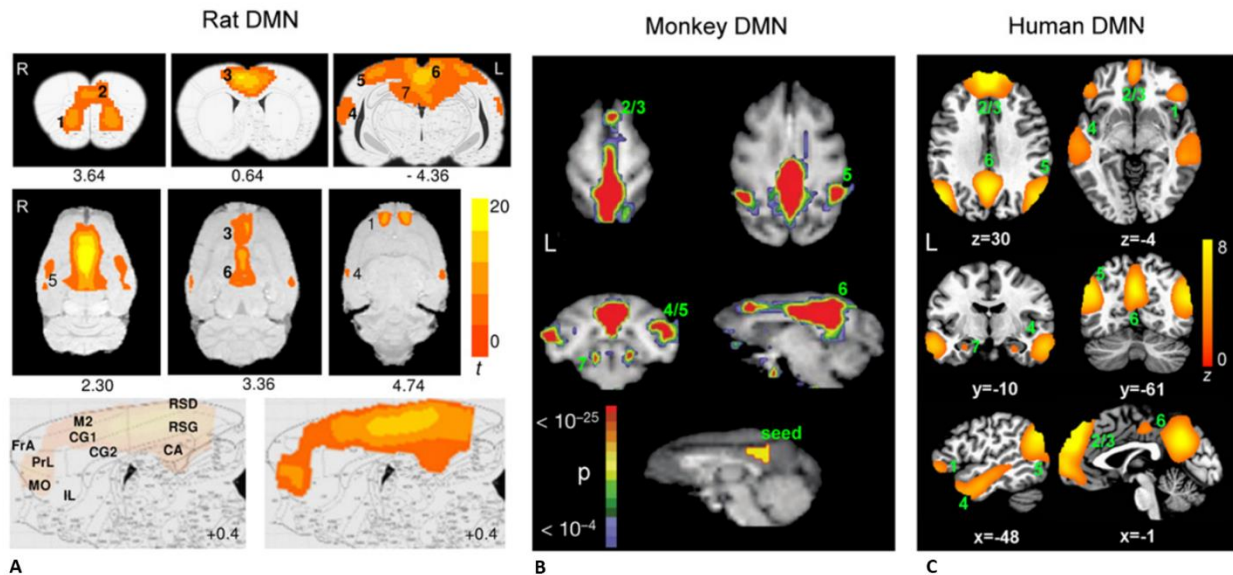 Rat DMN
R
1
2
3.64
3
0.64
L
5
6
7
4
- 4.36
R
5
2.30
3
6
3.36
1
4
4.74
20
0
t
FrA
M2
CG1
CG2
PrL
MO
IL
RSD
RSG
CA
+0.4
+0.4
A
Monkey DMN
2/3
5
L
4/5
7
6
< 10⁻²⁵
p
< 10⁻⁴
seed
B
Human DMN
2/3
6
5
z=30
2/3
1
4
z=-4
L
7
4
y=-10
5
6
y=-61
8
0
z
1
4
5
x=-48
2/3
6
x=-1
C